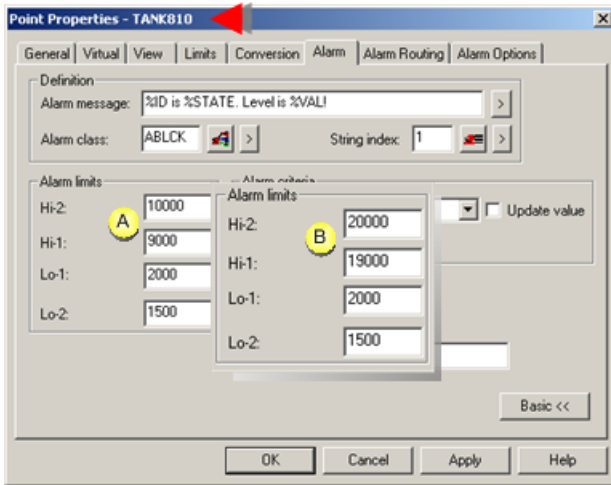 Point Properties - TANK810
General Virtual View Limits Conversion Alarm Alarm Routing Alarm Options
Definition
Alarm message: %ID is %STATE. Level is %VAL!
Alarm class: ABLCK String index: 1
Alarm limits
Hi-2: 10000
A
Hi-1: 9000
Lo-1: 2000
Lo-2: 1500
Alarm criteria
Update value
Alarm limits
Hi-2: 20000
B
Hi-1: 19000
Lo-1: 2000
Lo-2: 1500
Basic <<
OK Cancel Apply Help